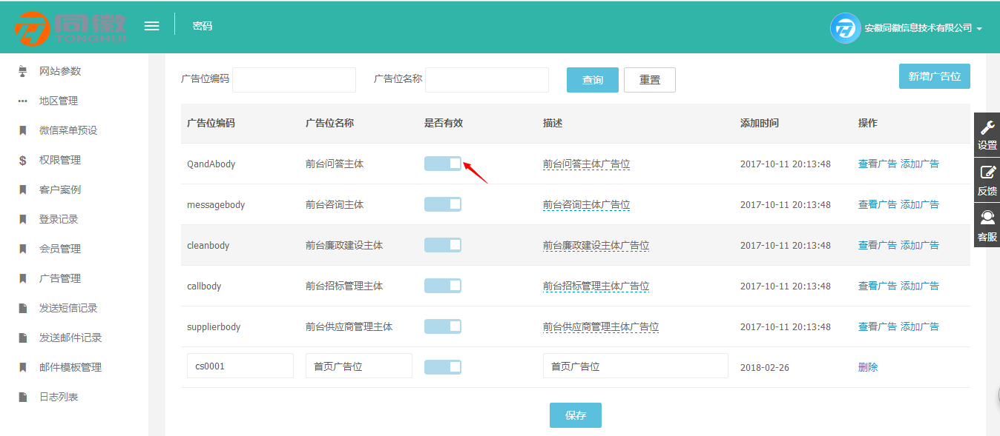 同徽
TONGHUI
密码
安徽同徽信息技术有限公司
网站参数
地区管理
微信菜单预设
权限管理
客户案例
登录记录
会员管理
广告管理
发送短信记录
发送邮件记录
邮件模板管理
日志列表
广告位编码 广告位名称 查询 重置 新增广告位
广告位编码 广告位名称 是否有效 描述 添加时间 操作
QandAbody 前台问答主体 前台问答主体广告位 2017-10-11 20:13:48 查看广告 添加广告
messagebody 前台咨询主体 前台咨询主体广告位 2017-10-11 20:13:48 查看广告 添加广告
cleanbody 前台廉政建设主体 前台廉政建设主体广告位 2017-10-11 20:13:48 查看广告 添加广告
callbody 前台招标管理主体 前台招标管理主体广告位 2017-10-11 20:13:48 查看广告 添加广告
supplierbody 前台供应商管理主体 前台供应商管理主体广告位 2017-10-11 20:13:48 查看广告 添加广告
cs0001 首页广告位 首页广告位 2018-02-26 删除
保存
设置
反馈
客服